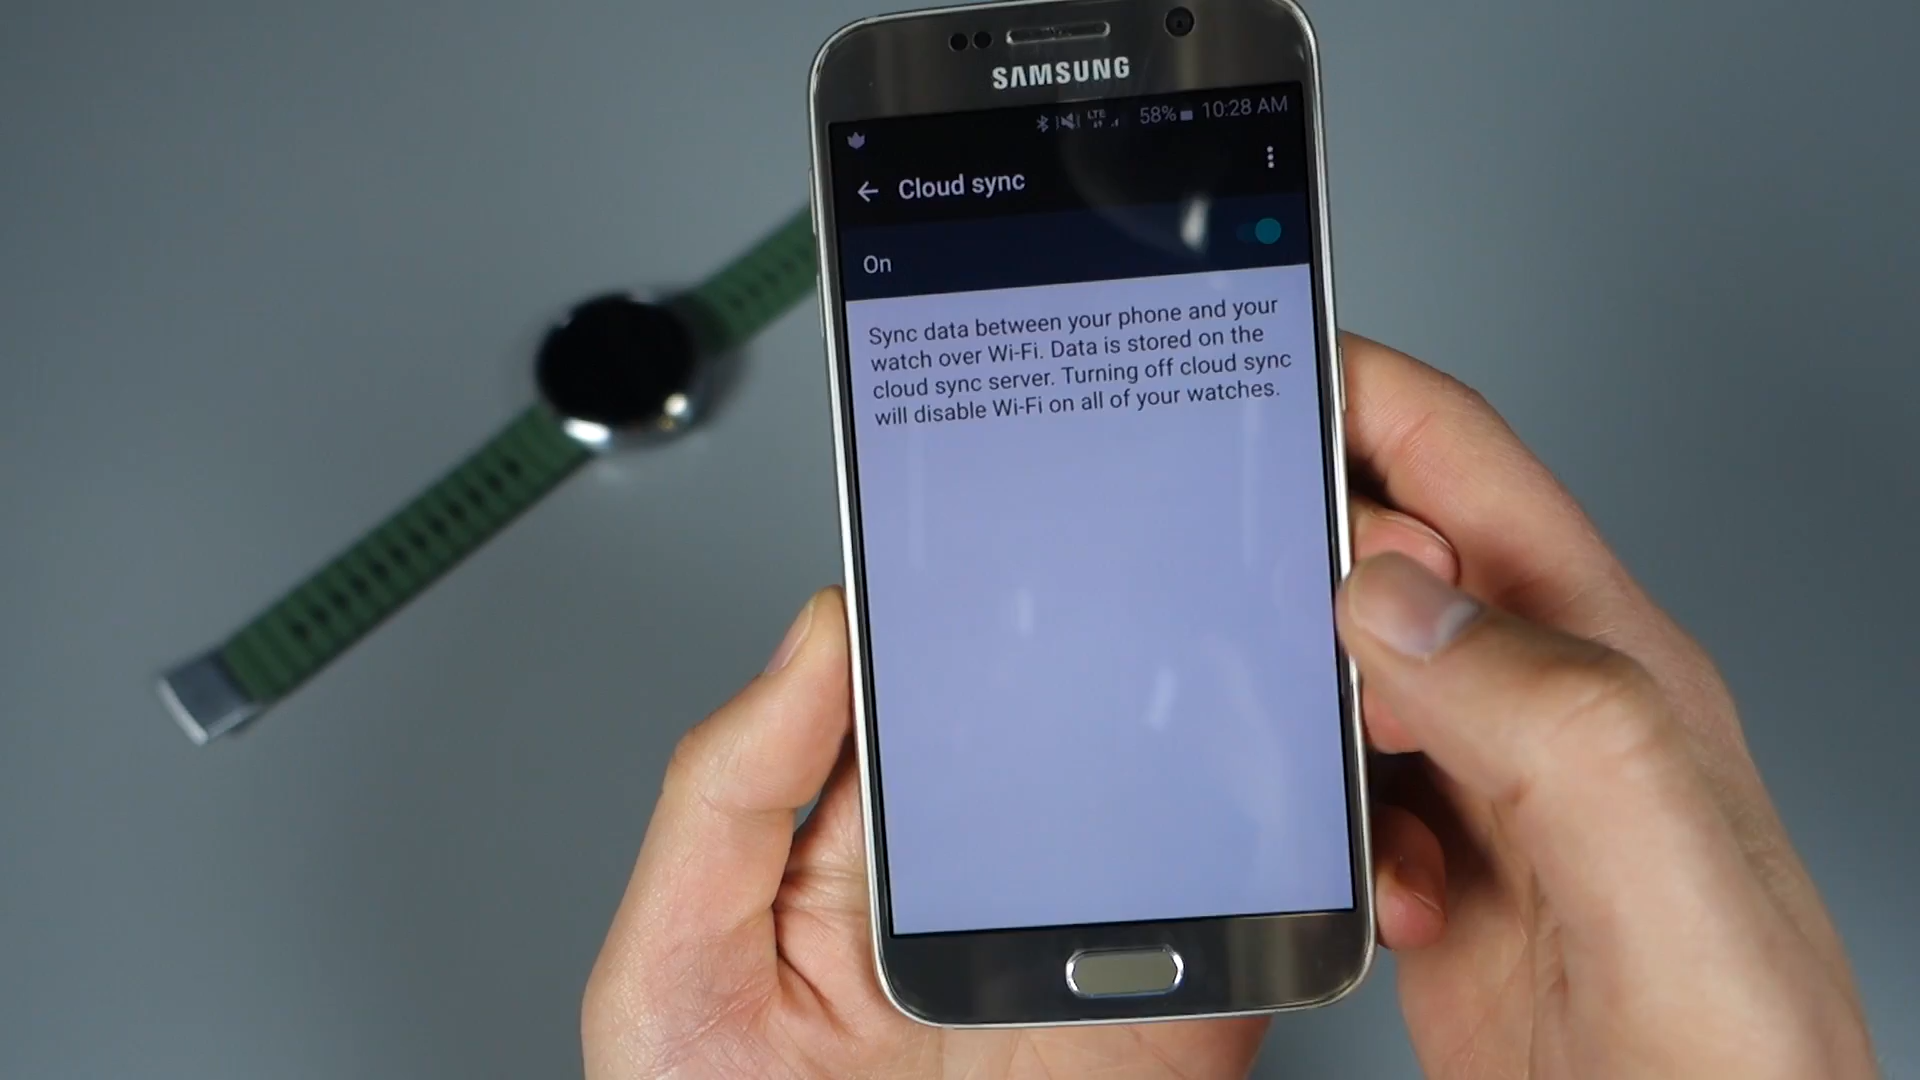 SAMSUNG
LTE 58% 10:28 AM
Cloud sync
On
Sync data between your phone and your
watch over Wi-Fi. Data is stored on the
cloud sync server. Turning off cloud sync
will disable Wi-Fi on all of your watches.